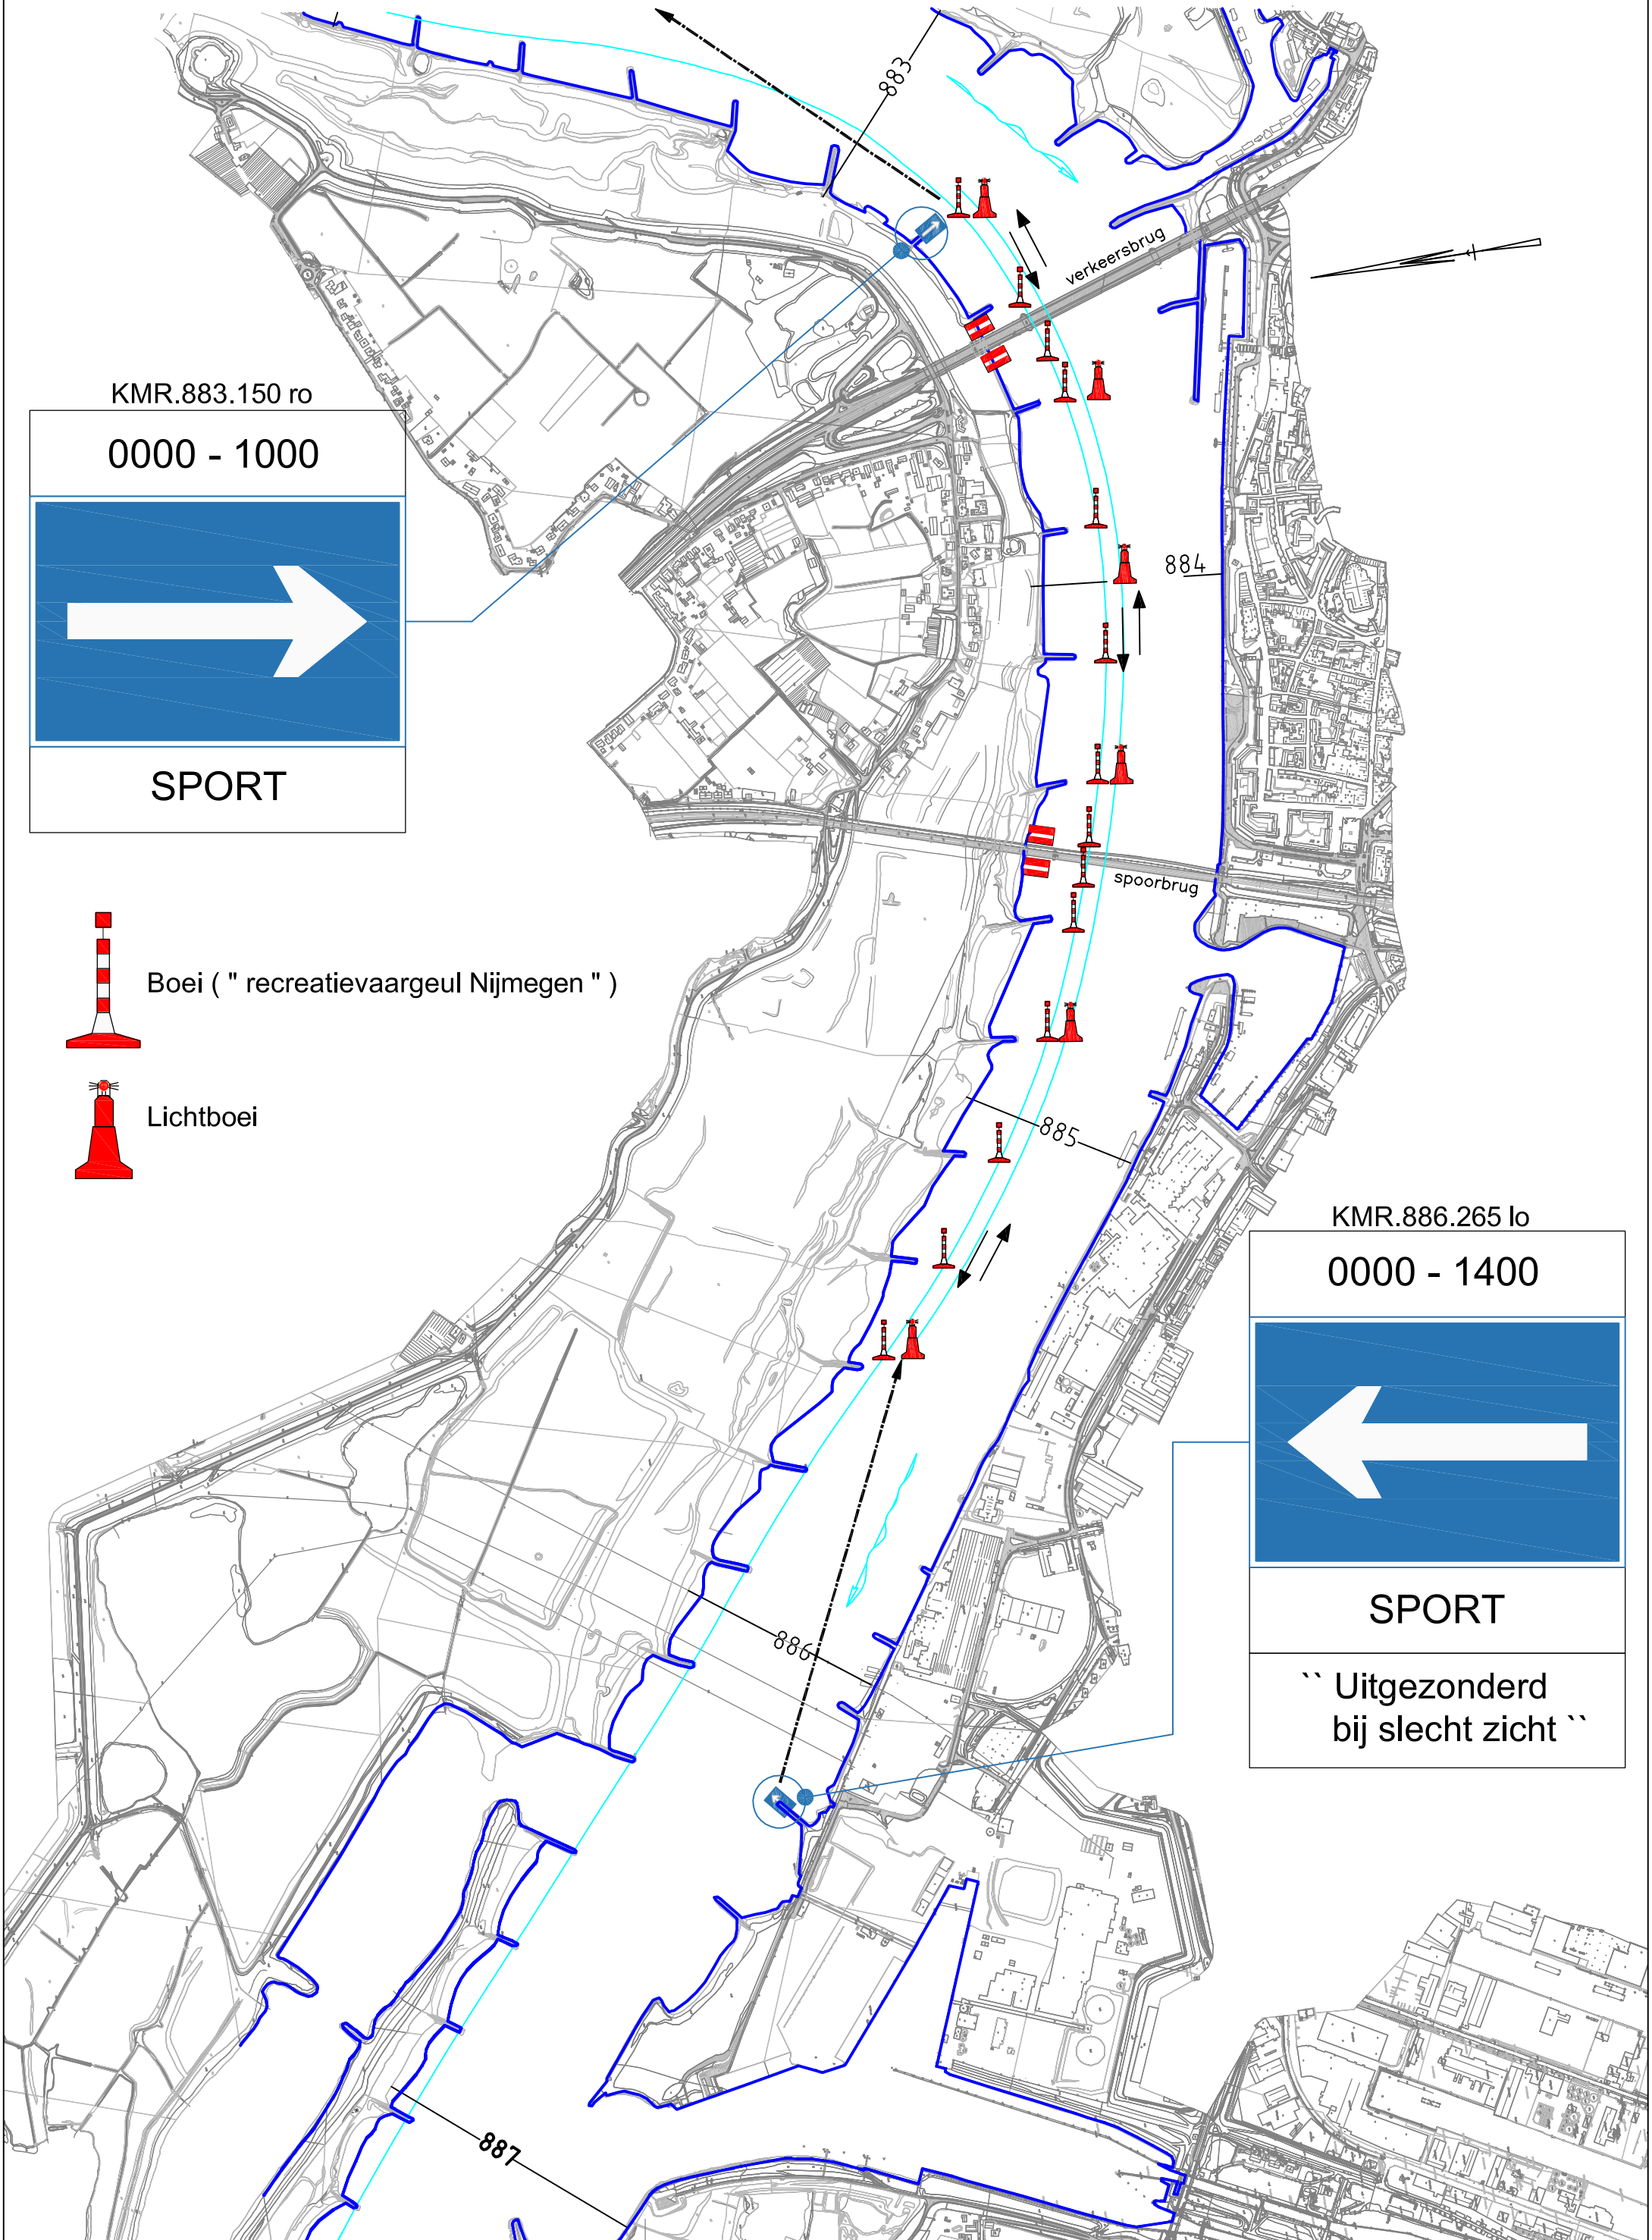 883
verkeersbrug
KMR.883.150 ro
0000 - 1000
SPORT
884
spoorbrug
Boei ( " recreatievaargeul Nijmegen " )
Lichtboei
885
KMR.886.265 lo
0000 - 1400
SPORT
`` Uitgezonderd
bij slecht zicht ``
886
887